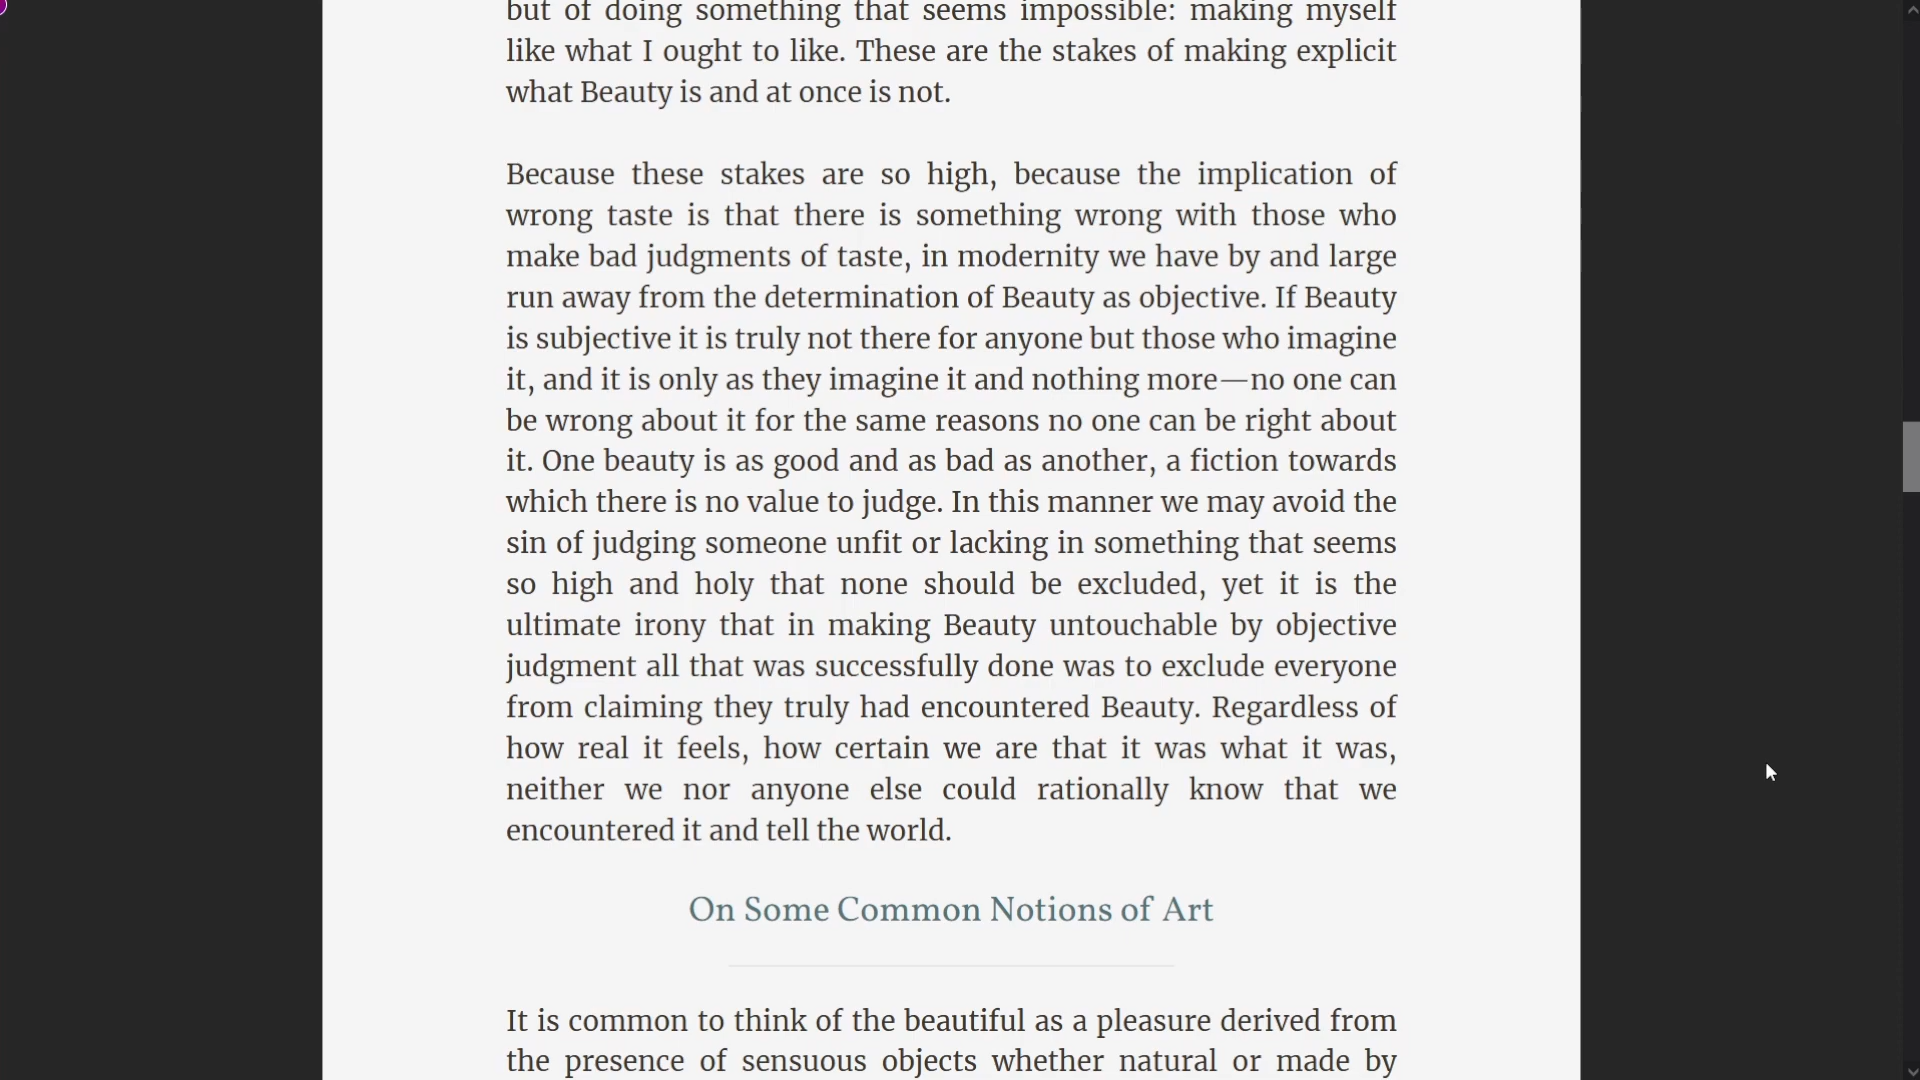 but of doing something that seems impossible: making myself
like what I ought to like. These are the stakes of making explicit
what Beauty is and at once is not.
Because these stakes are so high, because the implication of
wrong taste is that there is something wrong with those who
make bad judgments of taste, in modernity we have by and large
run away from the determination of Beauty as objective. If Beauty
is subjective it is truly not there for anyone but those who imagine
it, and it is only as they imagine it and nothing more—no one can
be wrong about it for the same reasons no one can be right about
it. One beauty is as good and as bad as another, a fiction towards
which there is no value to judge. In this manner we may avoid the
sin of judging someone unfit or lacking in something that seems
so high and holy that none should be excluded, yet it is the
ultimate irony that in making Beauty untouchable by objective
judgment all that was successfully done was to exclude everyone
from claiming they truly had encountered Beauty. Regardless of
how real it feels, how certain we are that it was what it was,
neither we nor anyone else could rationally know that we
encountered it and tell the world.
On Some Common Notions of Art
It is common to think of the beautiful as a pleasure derived from
the presence of sensuous objects whether natural or made by